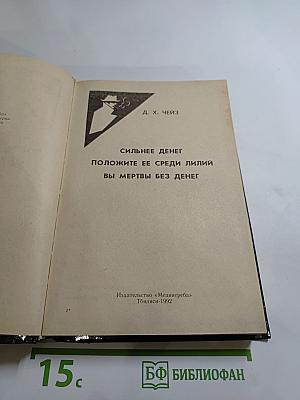 Д. Х. ЧЕЙЗ
СИЛЬНЕЕ ДЕНЕГ
ПОЛОЖИТЕ ЕЕ СРЕДИ ЛИЛИЙ
ВЫ МЕРТВЫ БЕЗ ДЕНЕГ
Издательство «Мецниереба»
Тбилиси-1992
15с
БФ БИБЛИОФАН